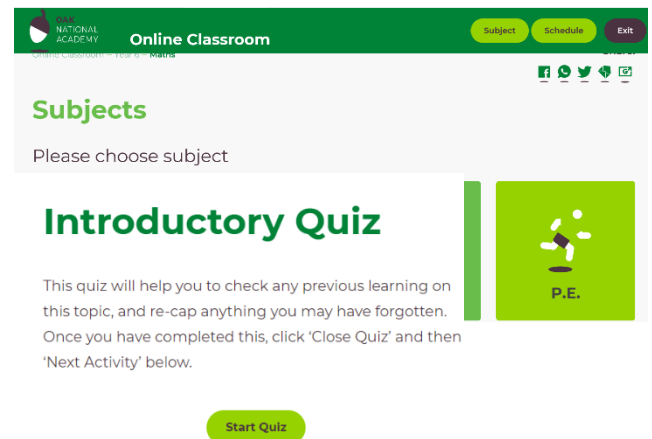 OAK
NATIONAL
ACADEMY
Online Classroom
Subject
Schedule
Exit
Online Classroom – Year 6 – Maths
Share:
Subjects
Please choose subject
Introductory Quiz
This quiz will help you to check any previous learning on
this topic, and re-cap anything you may have forgotten.
Once you have completed this, click ‘Close Quiz’ and then
‘Next Activity’ below.
P.E.
Start Quiz